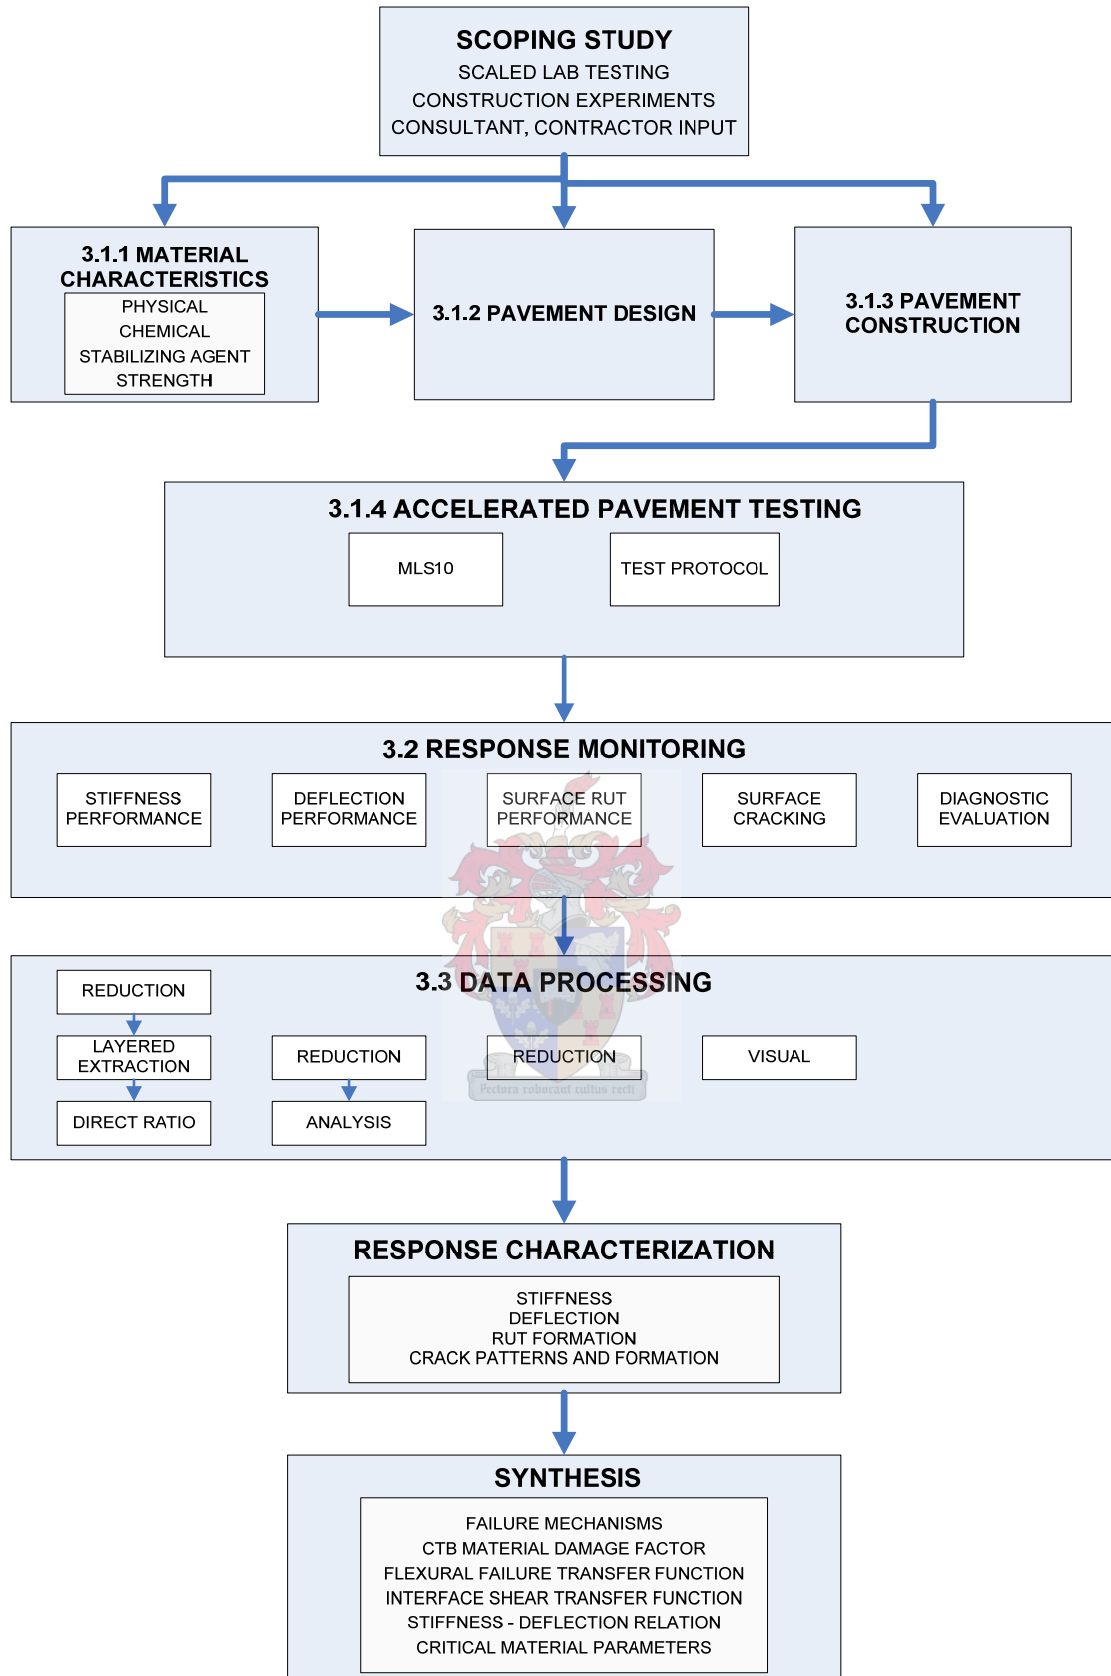 SCOPING STUDY
SCALED LAB TESTING
CONSTRUCTION EXPERIMENTS
CONSULTANT, CONTRACTOR INPUT
3.1.1 MATERIAL
CHARACTERISTICS
PHYSICAL
CHEMICAL
STABILIZING AGENT
STRENGTH
3.1.2 PAVEMENT DESIGN
3.1.3 PAVEMENT
CONSTRUCTION
3.1.4 ACCELERATED PAVEMENT TESTING
MLS10
TEST PROTOCOL
3.2 RESPONSE MONITORING
STIFFNESS
PERFORMANCE
DEFLECTION
PERFORMANCE
SURFACE RUT
PERFORMANCE
SURFACE
CRACKING
DIAGNOSTIC
EVALUATION
3.3 DATA PROCESSING
REDUCTION
LAYERED
EXTRACTION
DIRECT RATIO
REDUCTION
ANALYSIS
REDUCTION
VISUAL
Pectora roborant cultus recti
RESPONSE CHARACTERIZATION
STIFFNESS
DEFLECTION
RUT FORMATION
CRACK PATTERNS AND FORMATION
SYNTHESIS
FAILURE MECHANISMS
CTB MATERIAL DAMAGE FACTOR
FLEXURAL FAILURE TRANSFER FUNCTION
INTERFACE SHEAR TRANSFER FUNCTION
STIFFNESS - DEFLECTION RELATION
CRITICAL MATERIAL PARAMETERS